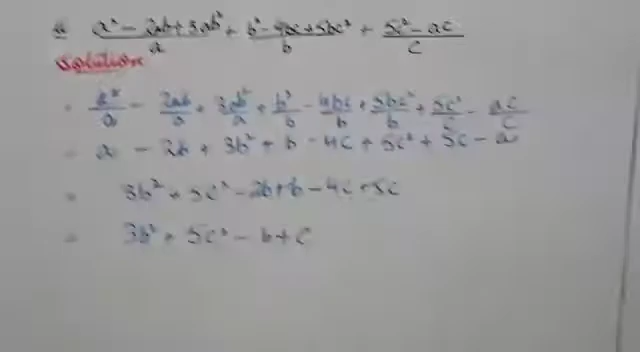 a² - 2ab + 3ab² / a + b² - 4bc + 5bc² / b + 5c² - ac / c
Solution
= a²/a - 2ab/a + 3ab²/a + b²/b - 4bc/b + 5bc²/b + 5c²/c - ac/c
= a - 2b + 3b² + b - 4c + 5c² + 5c - a
= 3b² + 5c² - 2b + b - 4c + 5c
= 3b² + 5c² - b + c